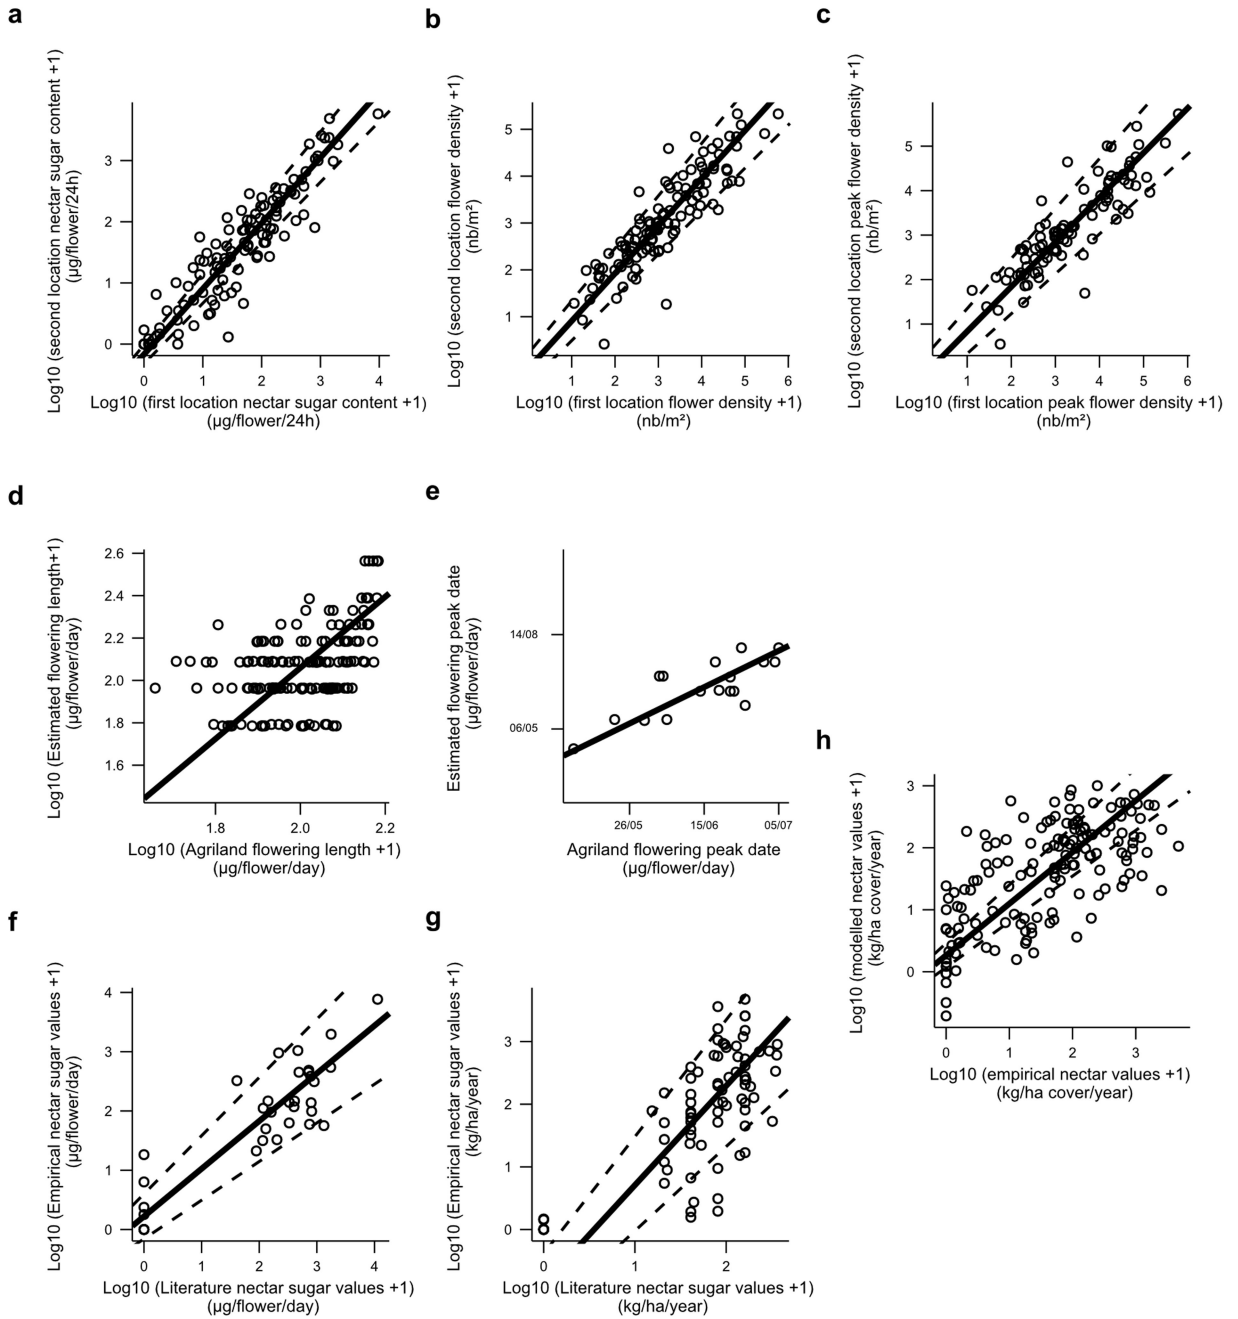 a
Log10 (second location nectar sugar content +1)
(µg/flower/24h)
3
2
1
0
0 1 2 3 4
Log10 (first location nectar sugar content +1)
(µg/flower/24h)
b
Log10 (second location flower density +1)
(nb/m²)
5
4
3
2
1
1 2 3 4 5 6
Log10 (first location flower density +1)
(nb/m²)
c
Log10 (second location peak flower density +1)
(nb/m²)
5
4
3
2
1
1 2 3 4 5 6
Log10 (first location peak flower density +1)
(nb/m²)
d
Log10 (Estimated flowering length+1)
(µg/flower/day)
2.6
2.4
2.2
2.0
1.8
1.6
1.8 2.0 2.2
Log10 (Agriland flowering length +1)
(µg/flower/day)
e
Estimated flowering peak date
(µg/flower/day)
14/08
06/05
26/05 15/06 05/07
Agriland flowering peak date
(µg/flower/day)
f
Log10 (Empirical nectar sugar values +1)
(µg/flower/day)
4
3
2
1
0
0 1 2 3 4
Log10 (Literature nectar sugar values +1)
(µg/flower/day)
g
Log10 (Empirical nectar sugar values +1)
(kg/ha/year)
3
2
1
0
0 1 2
Log10 (Literature nectar sugar values +1)
(kg/ha/year)
h
Log10 (modelled nectar values +1)
(kg/ha cover/year)
3
2
1
0
0 1 2 3
Log10 (empirical nectar values +1)
(kg/ha cover/year)